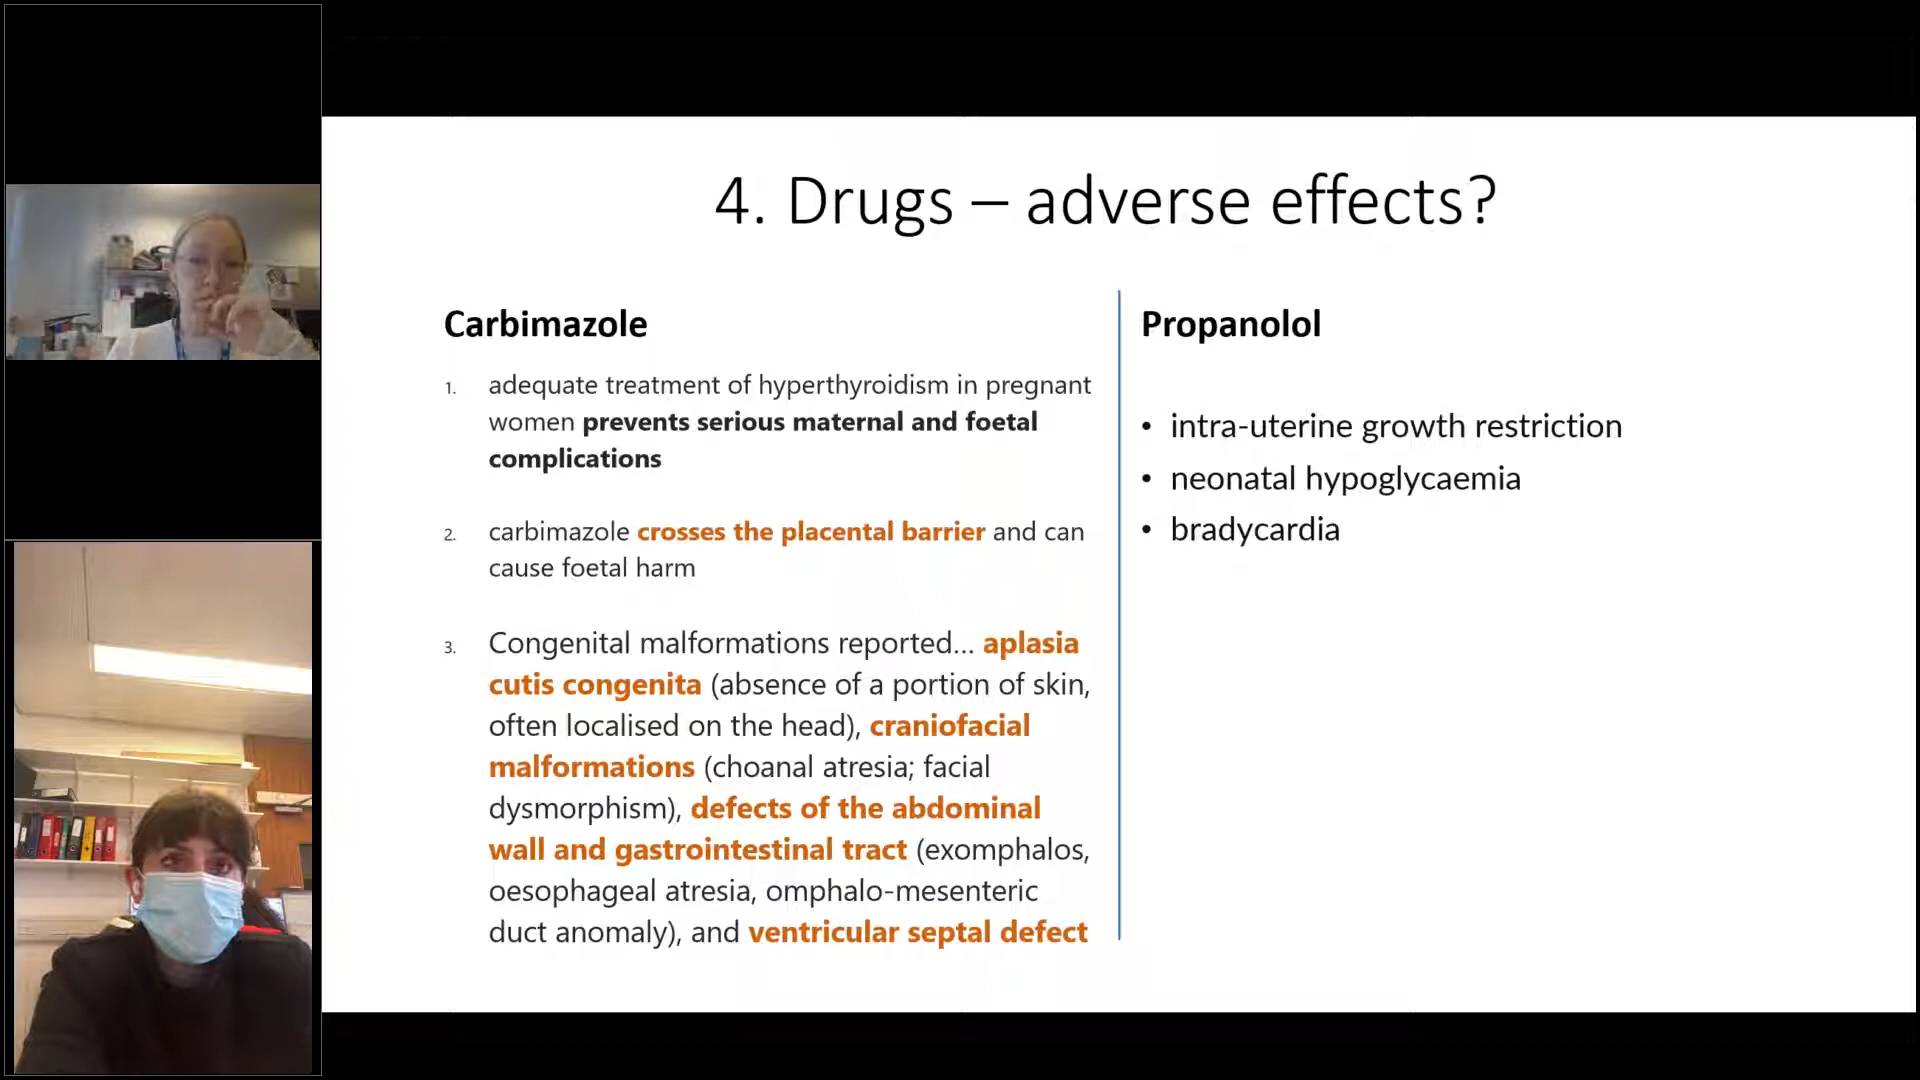 4. Drugs – adverse effects?
Carbimazole
1. adequate treatment of hyperthyroidism in pregnant
women prevents serious maternal and foetal
complications
2. carbimazole crosses the placental barrier and can
cause foetal harm
3. Congenital malformations reported... aplasia
cutis congenita (absence of a portion of skin,
often localised on the head), craniofacial
malformations (choanal atresia; facial
dysmorphism), defects of the abdominal
wall and gastrointestinal tract (exomphalos,
oesophageal atresia, omphalo-mesenteric
duct anomaly), and ventricular septal defect
Propanolol
• intra-uterine growth restriction
• neonatal hypoglycaemia
• bradycardia